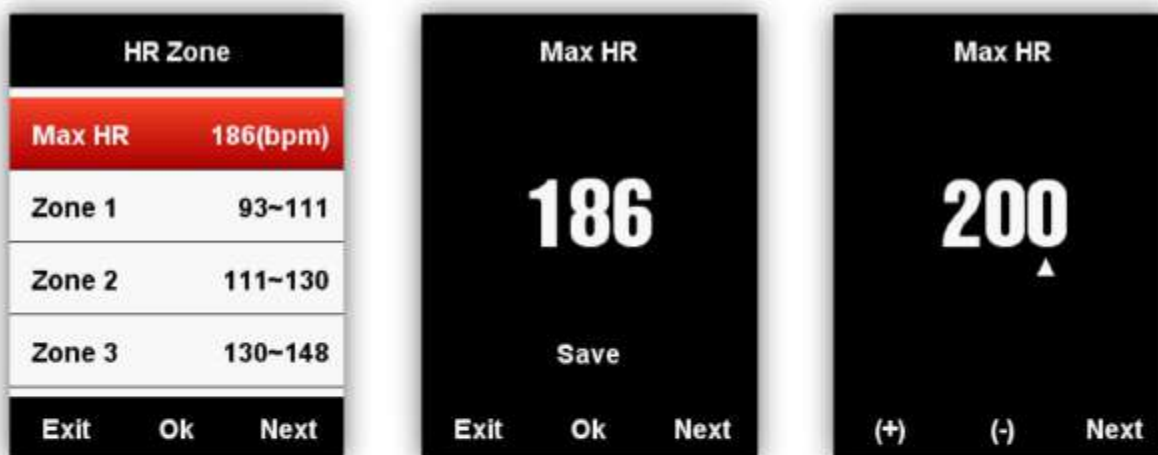 HR Zone
Max HR 186(bpm)
Zone 1 93~111
Zone 2 111~130
Zone 3 130~148
Exit Ok Next
Max HR
186
Save
Exit Ok Next
Max HR
200
(+) (-) Next